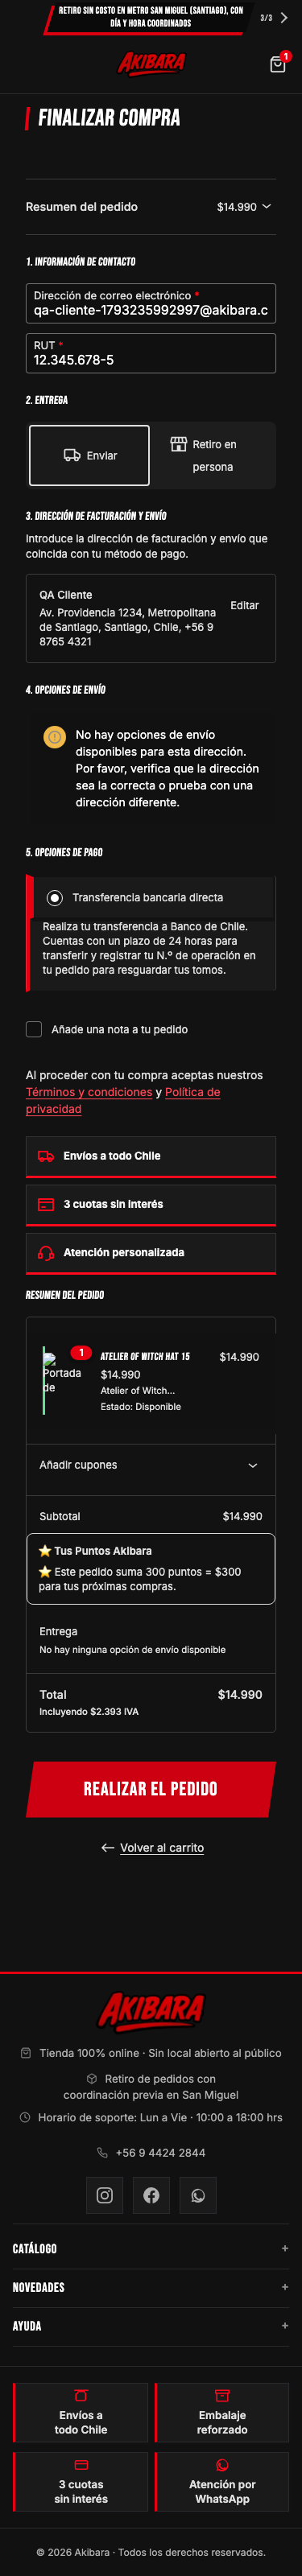 RETIRO SIN COSTO EN METRO SAN MIGUEL (SANTIAGO), CON
DÍA Y HORA COORDINADOS
3/3
AKIBARA
1
FINALIZAR COMPRA
Resumen del pedido
$14.990
1. INFORMACIÓN DE CONTACTO
Dirección de correo electrónico *
qa-cliente-1793235992997@akibara.c
RUT *
12.345.678-5
2. ENTREGA
Enviar
Retiro en
persona
3. DIRECCIÓN DE FACTURACIÓN Y ENVÍO
Introduce la dirección de facturación y envío que
coincida con tu método de pago.
QA Cliente
Editar
Av. Providencia 1234, Metropolitana
de Santiago, Santiago, Chile, +56 9
8765 4321
4. OPCIONES DE ENVÍO
No hay opciones de envío
disponibles para esta dirección.
Por favor, verifica que la dirección
sea la correcta o prueba con una
dirección diferente.
5. OPCIONES DE PAGO
Transferencia bancaria directa
Realiza tu transferencia a Banco de Chile.
Cuentas con un plazo de 24 horas para
transferir y registrar tu N.º de operación en
tu pedido para resguardar tus tomos.
Añade una nota a tu pedido
Al proceder con tu compra aceptas nuestros
Términos y condiciones y Política de
privacidad
Envíos a todo Chile
3 cuotas sin interés
Atención personalizada
RESUMEN DEL PEDIDO
Portada
de
1
ATELIER OF WITCH HAT 15
$14.990
$14.990
Atelier of Witch...
Estado: Disponible
Añadir cupones
Subtotal
$14.990
Tus Puntos Akibara
Este pedido suma 300 puntos = $300
para tus próximas compras.
Entrega
No hay ninguna opción de envío disponible
Total
$14.990
Incluyendo $2.393 IVA
REALIZAR EL PEDIDO
Volver al carrito
AKIBARA
Tienda 100% online · Sin local abierto al público
Retiro de pedidos con
coordinación previa en San Miguel
Horario de soporte: Lun a Vie · 10:00 a 18:00 hrs
+56 9 4424 2844
CATÁLOGO
+
NOVEDADES
+
AYUDA
+
Envíos a
todo Chile
Embalaje
reforzado
3 cuotas
sin interés
Atención por
WhatsApp
© 2026 Akibara · Todos los derechos reservados.